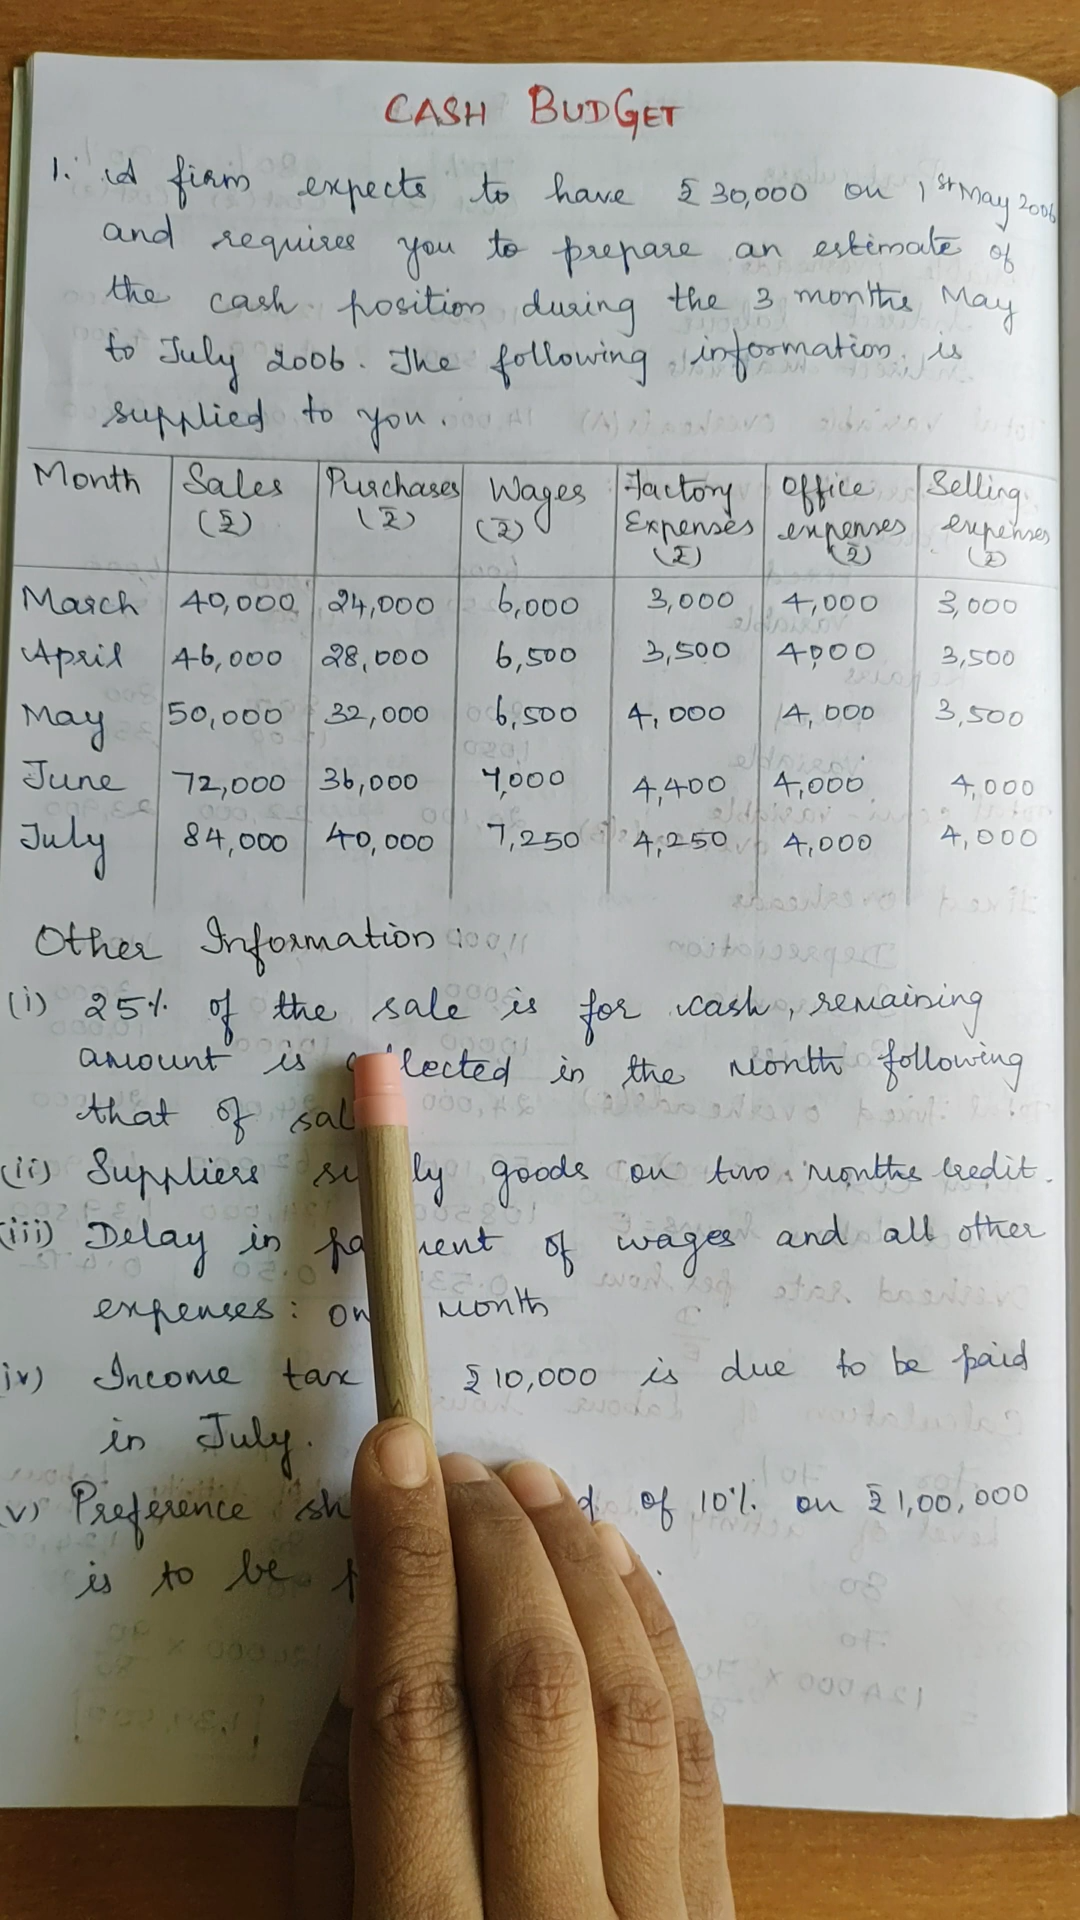 CASH BUDGET
1. A firm expects to have ₹30,000 on 1st May 2006
and requires you to prepare an estimate of
the cash position during the 3 months May
to July 2006. The following information is
supplied to you.
Month Sales (₹) Purchases (₹) Wages (₹) Factory Expenses (₹) Office expenses (₹) Selling expenses (₹)
March 40,000 24,000 6,000 3,000 4,000 3,000
April 46,000 28,000 6,500 3,500 4,000 3,500
May 50,000 32,000 6,500 4,000 4,000 3,500
June 72,000 36,000 7,000 4,400 4,000 4,000
July 84,000 40,000 7,250 4,250 4,000 4,000
Other Information:
(i) 25% of the sale is for cash, remaining
amount is collected in the month following
that of
(ii) Suppliers goods on two months credit.
(iii) Delay in of wages and all other
expenses: month
iv) Income tax ₹10,000 is due to be paid
in July.
v) Preference of 10% on ₹1,00,000
is to be